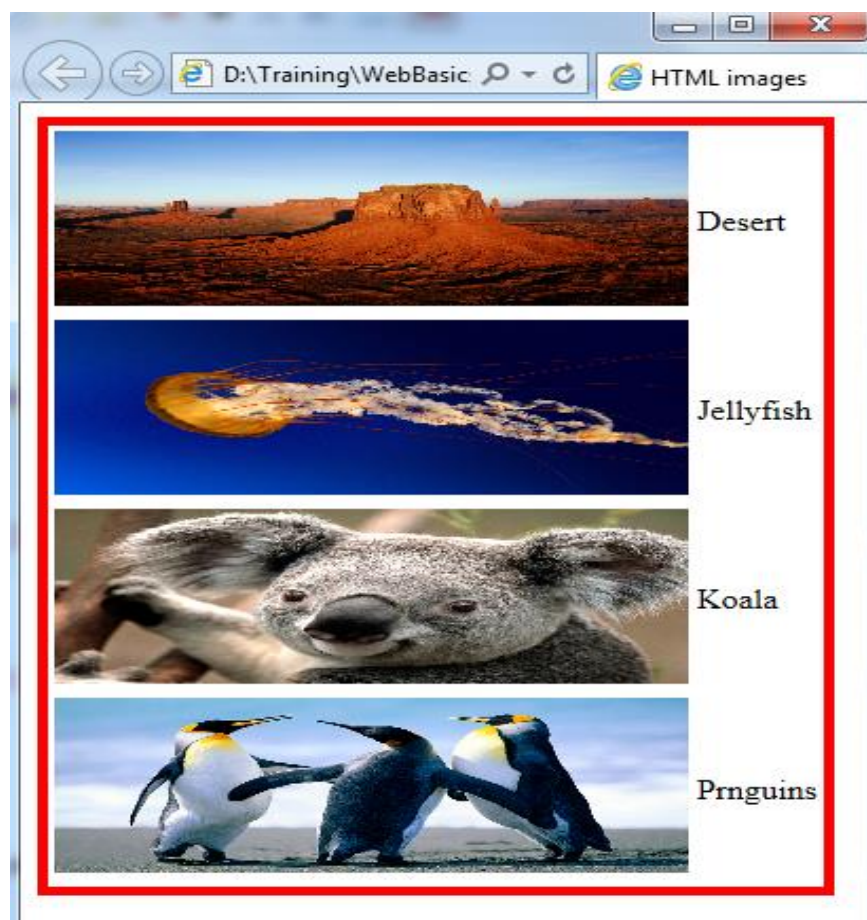 D:\Training\WebBasic:
HTML images
Desert
Jellyfish
Koala
Prnguins